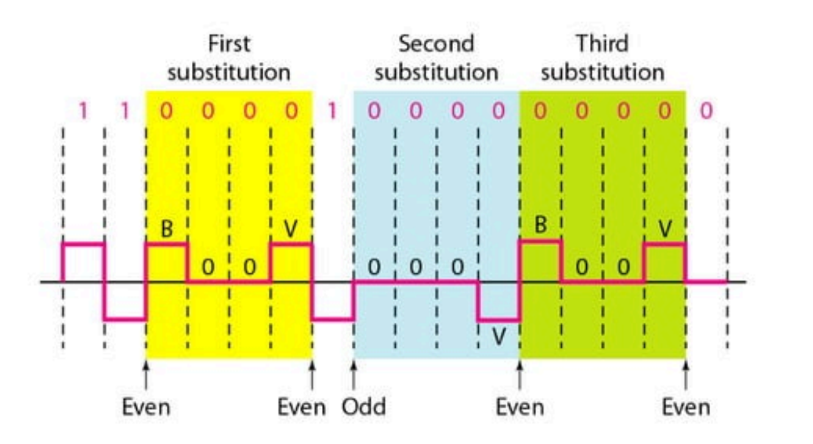 First Second Third
substitution substitution substitution
1 1 0 0 0 0 1 0 0 0 0 0 0 0 0 0
B V B V
0 0 0 0 0 0 0
V
Even Even Odd Even Even